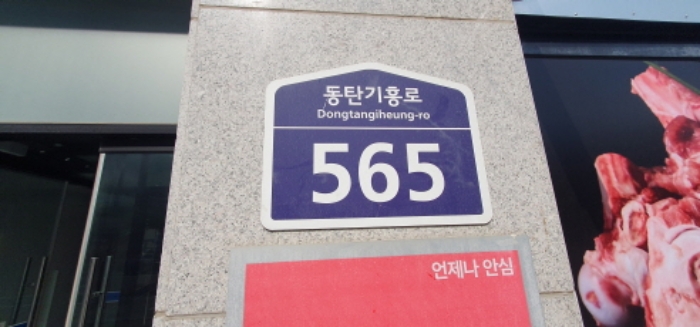 동탄기흥로
Dongtangiheung-ro
565
언제나 안심